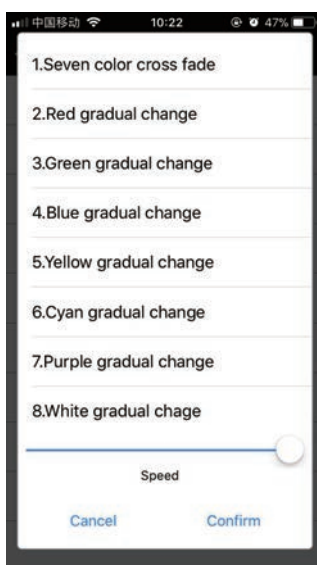 中国移动 10:22 47%
1.Seven color cross fade
2.Red gradual change
3.Green gradual change
4.Blue gradual change
5.Yellow gradual change
6.Cyan gradual change
7.Purple gradual change
8.White gradual chage
Speed
Cancel Confirm